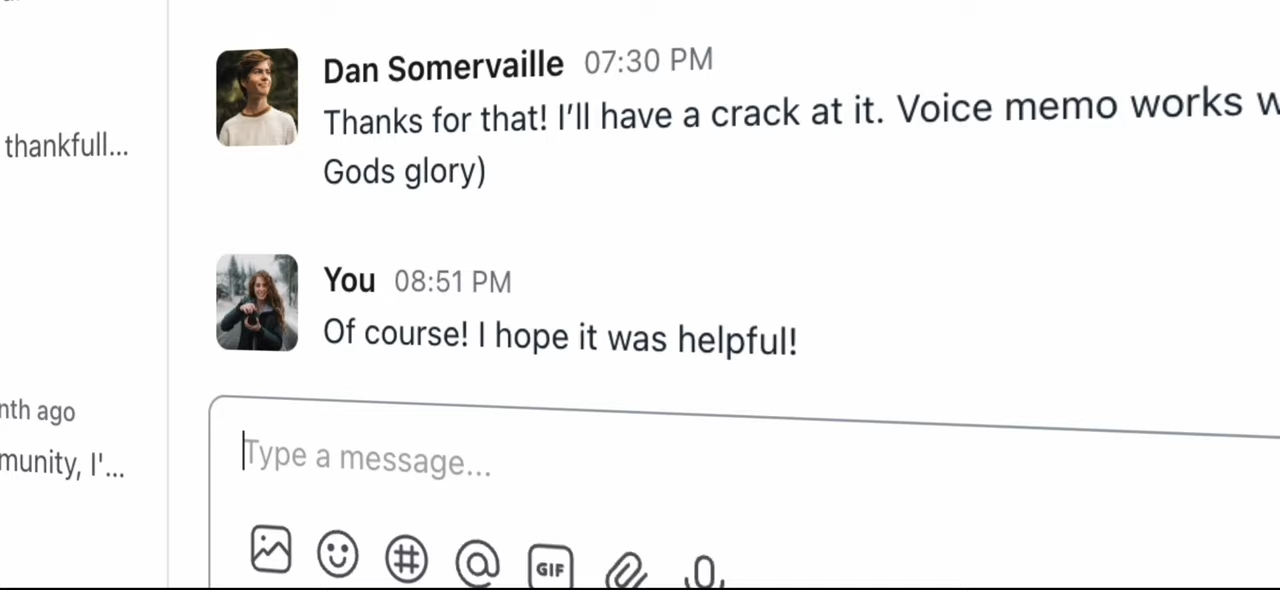 thankfull...
nth ago
munity, I'...
Dan Somervaille 07:30 PM
Thanks for that! I’ll have a crack at it. Voice memo works w
Gods glory)
You 08:51 PM
Of course! I hope it was helpful!
Type a message...
GIF